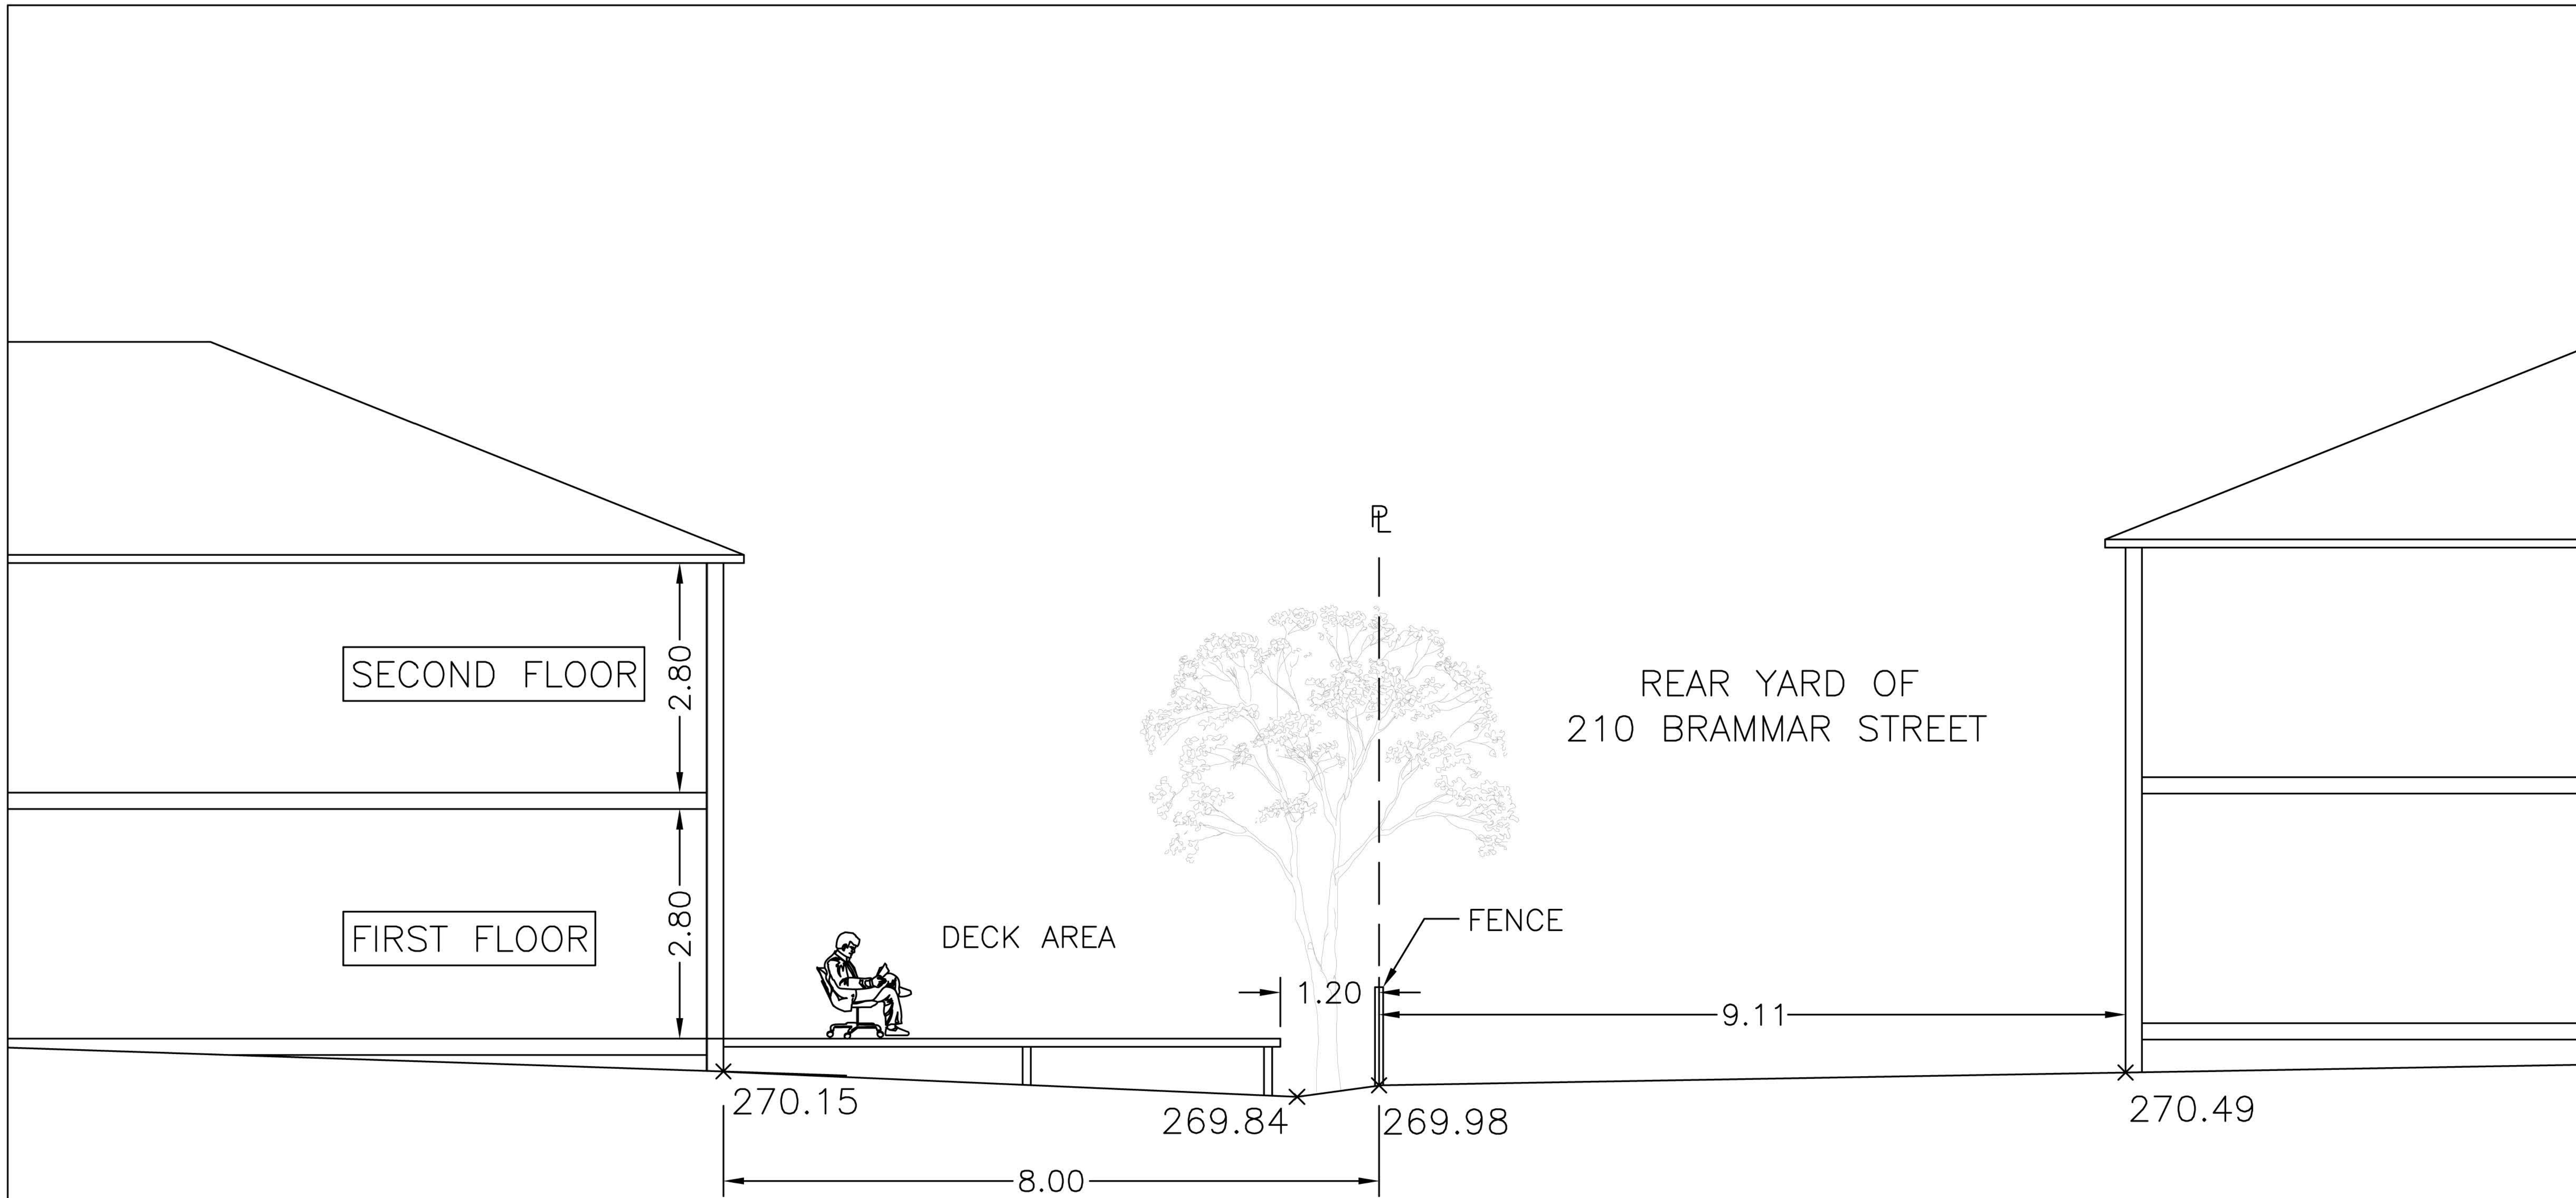 PL
SECOND FLOOR
2.80
REAR YARD OF
210 BRAMMAR STREET
FIRST FLOOR
2.80
DECK AREA
FENCE
1.20
9.11
270.15
269.84
269.98
270.49
8.00